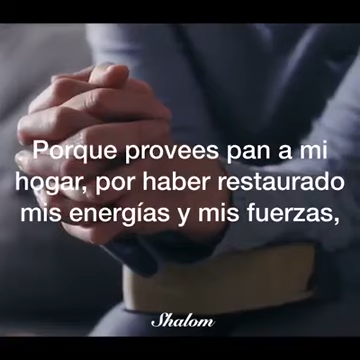 Porque provees pan a mi
hogar, por haber restaurado
mis energías y mis fuerzas,
Shalom